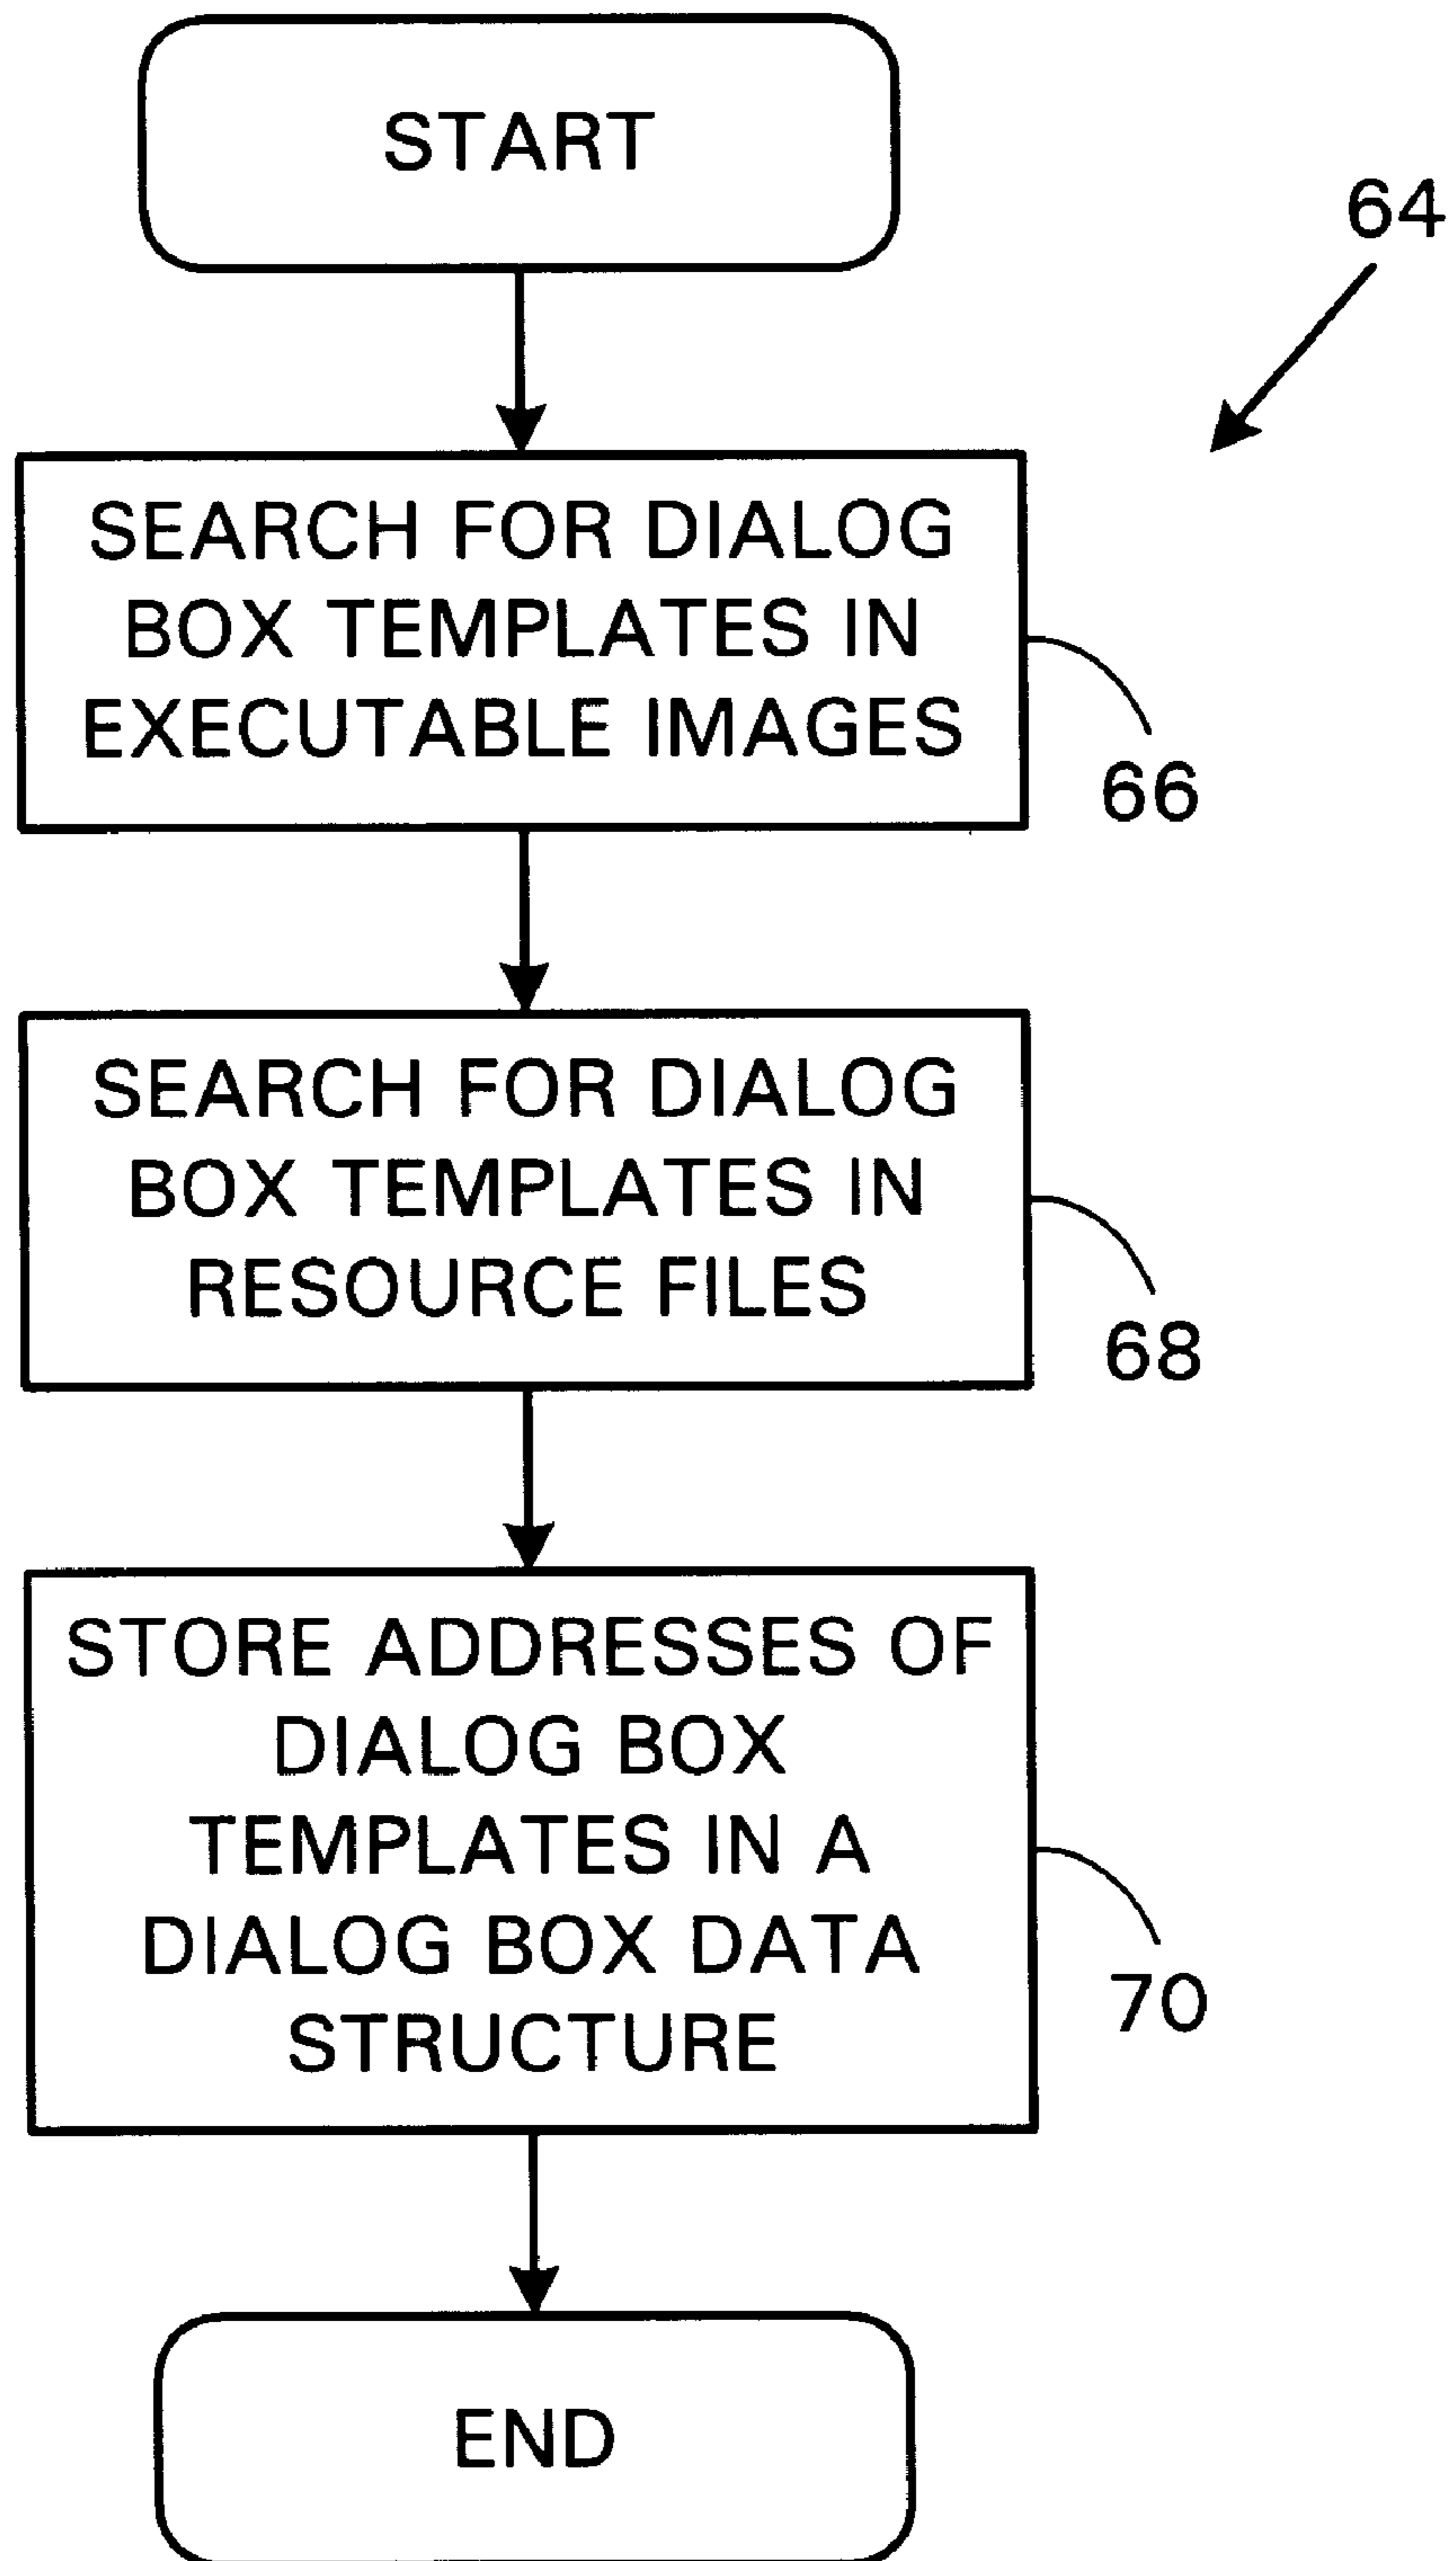 START
64
SEARCH FOR DIALOG
BOX TEMPLATES IN
EXECUTABLE IMAGES
66
SEARCH FOR DIALOG
BOX TEMPLATES IN
RESOURCE FILES
68
STORE ADDRESSES OF
DIALOG BOX
TEMPLATES IN A
DIALOG BOX DATA
STRUCTURE
70
END